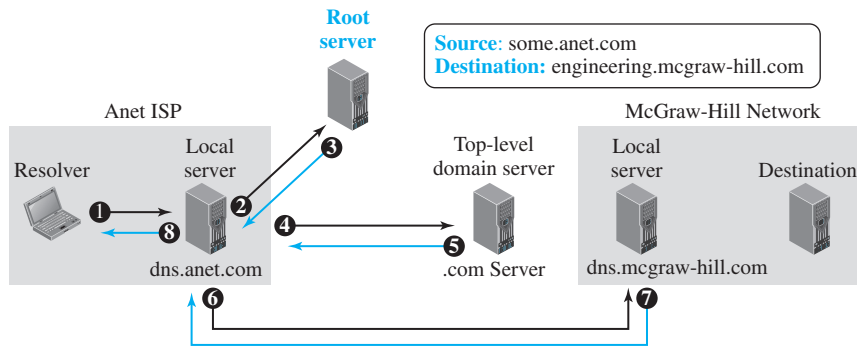 Root
server
Source: some.anet.com
Destination: engineering.mcgraw-hill.com
Anet ISP
McGraw-Hill Network
Resolver
Local
server
Top-level
domain server
Local
server
Destination
1
2
3
4
5
8
dns.anet.com
.com Server
dns.mcgraw-hill.com
6
7